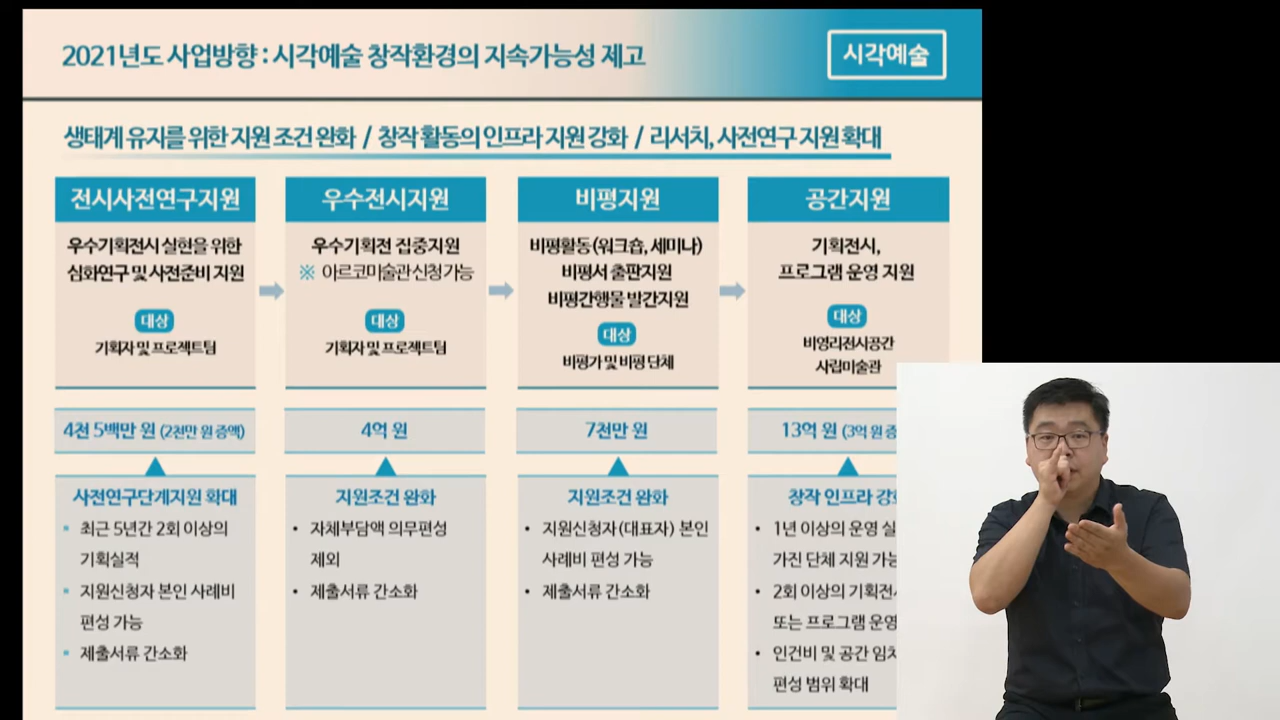 2021년도 사업방향 : 시각예술 창작환경의 지속가능성 제고
시각예술
생태계 유지를 위한 지원 조건 완화 / 창작 활동의 인프라 지원 강화 / 리서치, 사전연구 지원 확대
전시사전연구지원
우수기획전시 실현을 위한
심화연구 및 사전준비 지원
대상
기획자 및 프로젝트팀
4천 5백만 원 (2천만 원 증액)
사전연구단계지원 확대
▪ 최근 5년간 2회 이상의
기획실적
▪ 지원신청자 본인 사례비
편성 가능
▪ 제출서류 간소화
우수전시지원
우수기획전 집중지원
※ 아르코미술관 신청 가능
대상
기획자 및 프로젝트팀
4억 원
지원조건 완화
• 자체부담액 의무편성
제외
• 제출서류 간소화
비평지원
비평활동(워크숍, 세미나)
비평서 출판지원
비평간행물 발간지원
대상
비평가 및 비평 단체
7천만 원
지원조건 완화
• 지원신청자(대표자) 본인
사례비 편성 가능
• 제출서류 간소화
공간지원
기획전시,
프로그램 운영 지원
대상
비영리전시공간
사립미술관
13억 원 (3억 원
창작 인프라
• 1년 이상의 운영
가진 단체 지원
• 2회 이상의
또는 프로그램 운영
• 인건비 및 공간
편성 범위 확대